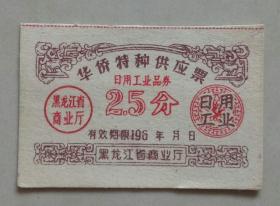 华侨特种供应票
日用工业品券
黑龙江省
商业厅
2.5分
日用
工业
有效期限196 年 月 日
黑龙江省商业厅